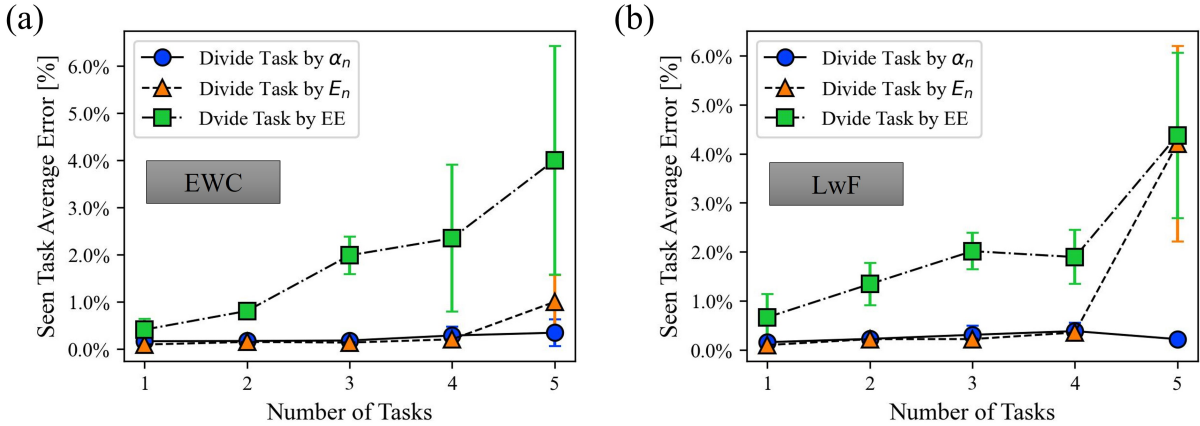 (a)
Seen Task Average Error [%]
6.0%
5.0%
4.0%
3.0%
2.0%
1.0%
0.0%
Divide Task by αₙ
Divide Task by Eₙ
Dvide Task by EE
EWC
1 2 3 4 5
Number of Tasks
(b)
Seen Task Average Error [%]
6.0%
5.0%
4.0%
3.0%
2.0%
1.0%
0.0%
Divide Task by αₙ
Divide Task by Eₙ
Dvide Task by EE
LwF
1 2 3 4 5
Number of Tasks